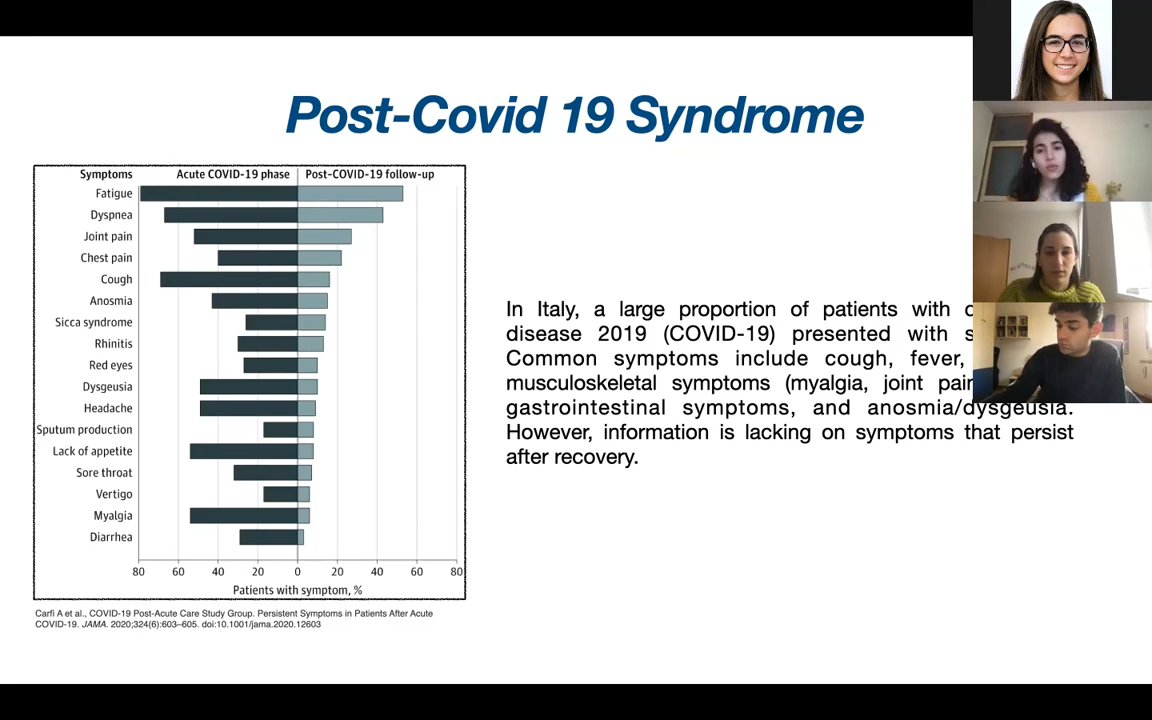 Post-Covid 19 Syndrome
Symptoms Acute COVID-19 phase Post-COVID-19 follow-up
Fatigue
Dyspnea
Joint pain
Chest pain
Cough
Anosmia
Sicca syndrome
Rhinitis
Red eyes
Dysgeusia
Headache
Sputum production
Lack of appetite
Sore throat
Vertigo
Myalgia
Diarrhea
80 60 40 20 0 20 40 60 80
Patients with symptom, %
Carfì A et al., COVID-19 Post-Acute Care Study Group. Persistent Symptoms in Patients After Acute
COVID-19. JAMA. 2020;324(6):603–605. doi:10.1001/jama.2020.12603
In Italy, a large proportion of patients with
disease 2019 (COVID-19) presented with
Common symptoms include cough, fever,
musculoskeletal symptoms (myalgia, joint
gastrointestinal symptoms, and anosmia/dysgeusia.
However, information is lacking on symptoms that persist
after recovery.